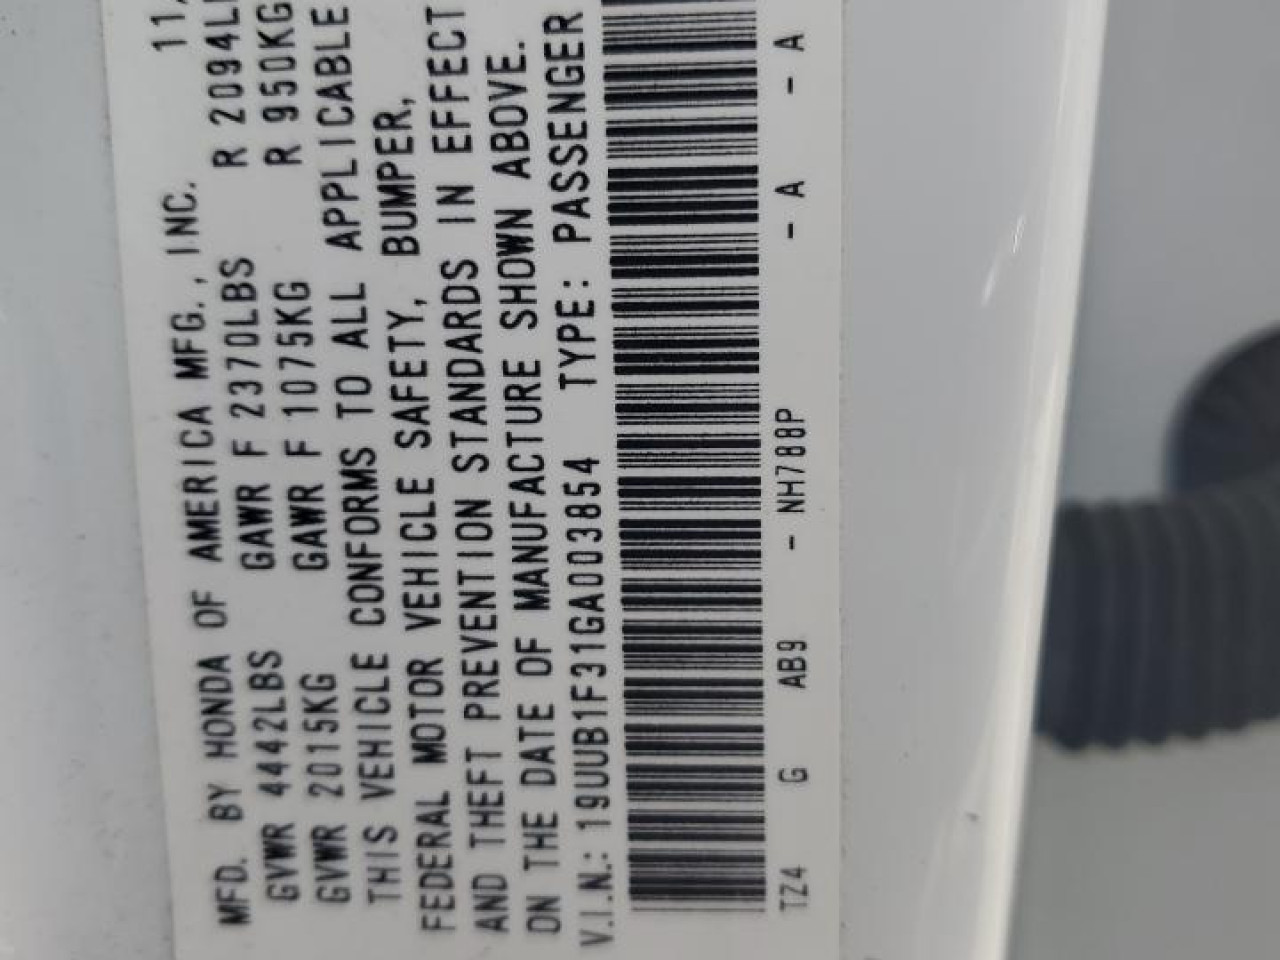 MFD. BY HONDA OF AMERICA MFG., INC. 11
GVWR 4442LBS GAWR F 2370LBS R 2094L
GVWR 2015KG GAWR F 1075KG R 950KG
THIS VEHICLE CONFORMS TO ALL APPLICABLE
FEDERAL MOTOR VEHICLE SAFETY, BUMPER,
AND THEFT PREVENTION STANDARDS IN EFFECT
ON THE DATE OF MANUFACTURE SHOWN ABOVE.
V.I.N.: 19UUB1F31GA003854 TYPE: PASSENGER
TZ4 G AB9 - NH788P - A - A